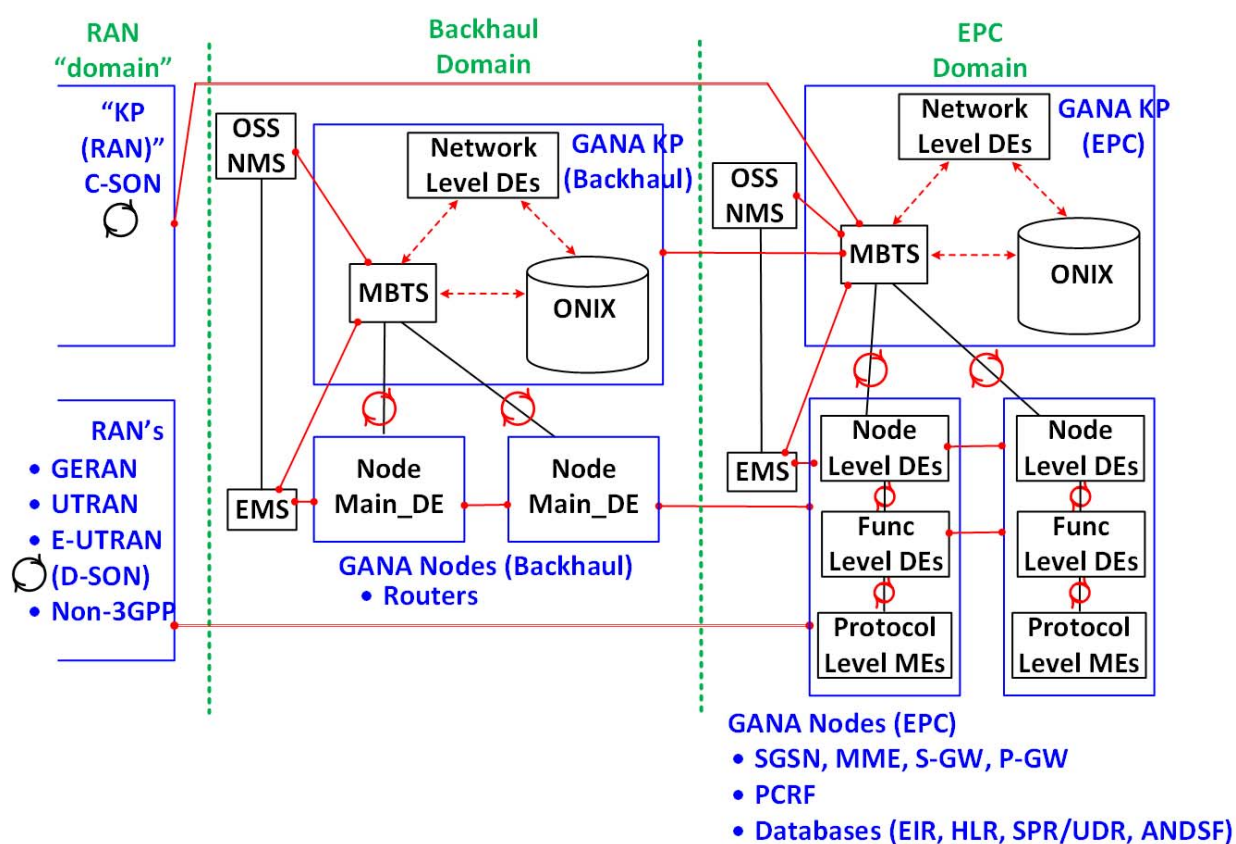 RAN
“domain”
Backhaul
Domain
EPC
Domain
“KP
(RAN)”
C-SON
OSS
NMS
Network
Level DEs
GANA KP
(Backhaul)
MBTS
ONIX
OSS
NMS
Network
Level DEs
GANA KP
(EPC)
MBTS
ONIX
RAN’s
• GERAN
• UTRAN
• E-UTRAN
(D-SON)
• Non-3GPP
EMS
Node
Main_DE
Node
Main_DE
GANA Nodes (Backhaul)
• Routers
EMS
Node
Level DEs
Func
Level DEs
Protocol
Level MEs
Node
Level DEs
Func
Level DEs
Protocol
Level MEs
GANA Nodes (EPC)
• SGSN, MME, S-GW, P-GW
• PCRF
• Databases (EIR, HLR, SPR/UDR, ANDSF)